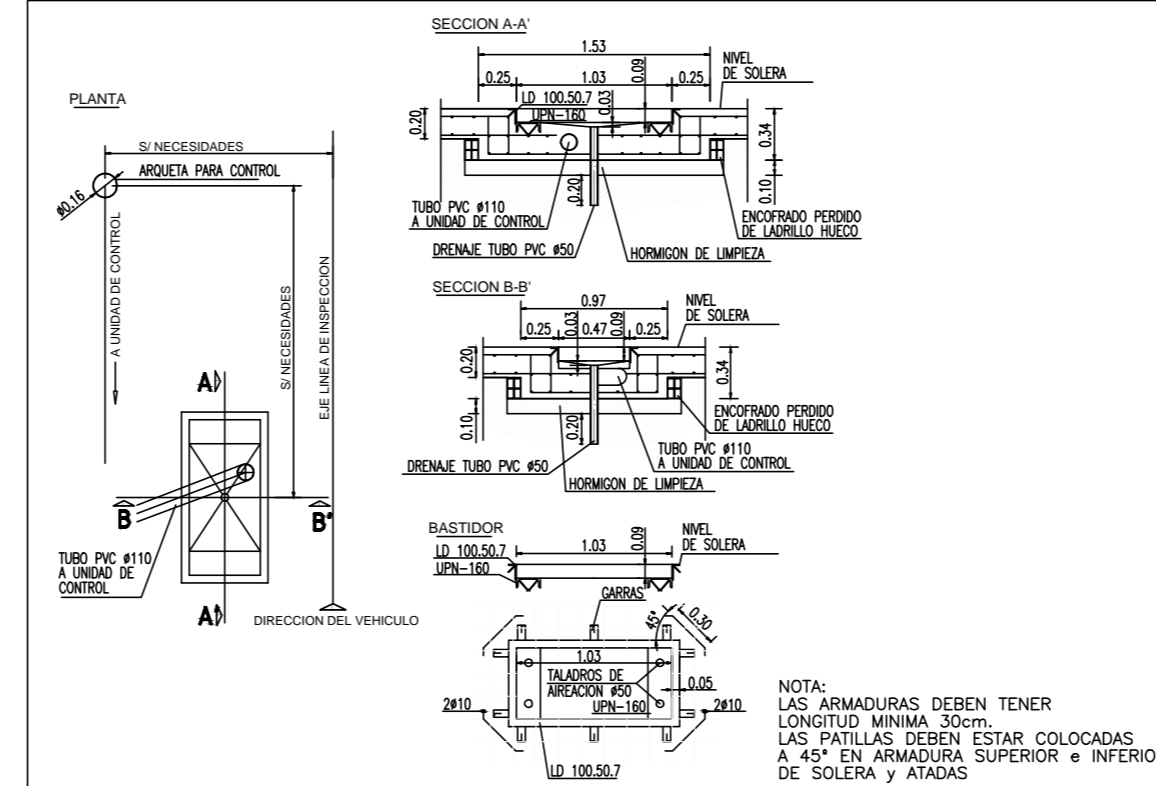 PLANTA
S/ NECESIDADES
ARQUETA PARA CONTROL
ø0.16
A UNIDAD DE CONTROL
S/ NECESIDADES
EJE LINEA DE INSPECCION
A
B
B'
TUBO PVC ø110
A UNIDAD DE
CONTROL
A'
DIRECCION DEL VEHICULO
SECCION A-A'
1.53
0.25
1.03
0.09
0.25
NIVEL
DE SOLERA
LD 100.50.7
UPN-160
0.03
0.20
0.34
0.10
0.20
TUBO PVC ø110
A UNIDAD DE CONTROL
DRENAJE TUBO PVC ø50
HORMIGON DE LIMPIEZA
ENCOFRADO PERDIDO
DE LADRILLO HUECO
SECCION B-B'
0.97
0.25
0.03
0.47
0.09
0.25
NIVEL
DE SOLERA
0.20
0.34
0.10
0.20
ENCOFRADO PERDIDO
DE LADRILLO HUECO
TUBO PVC ø110
A UNIDAD DE CONTROL
DRENAJE TUBO PVC ø50
HORMIGON DE LIMPIEZA
BASTIDOR
LD 100.50.7
UPN-160
1.03
0.09
NIVEL
DE SOLERA
GARRAS
45°
0.30
1.03
TALADROS DE
AIREACION ø50
UPN-160
0.05
2ø10
2ø10
LD 100.50.7
NOTA:
LAS ARMADURAS DEBEN TENER
LONGITUD MINIMA 30cm.
LAS PATILLAS DEBEN ESTAR COLOCADAS
A 45° EN ARMADURA SUPERIOR e INFERIO
DE SOLERA y ATADAS